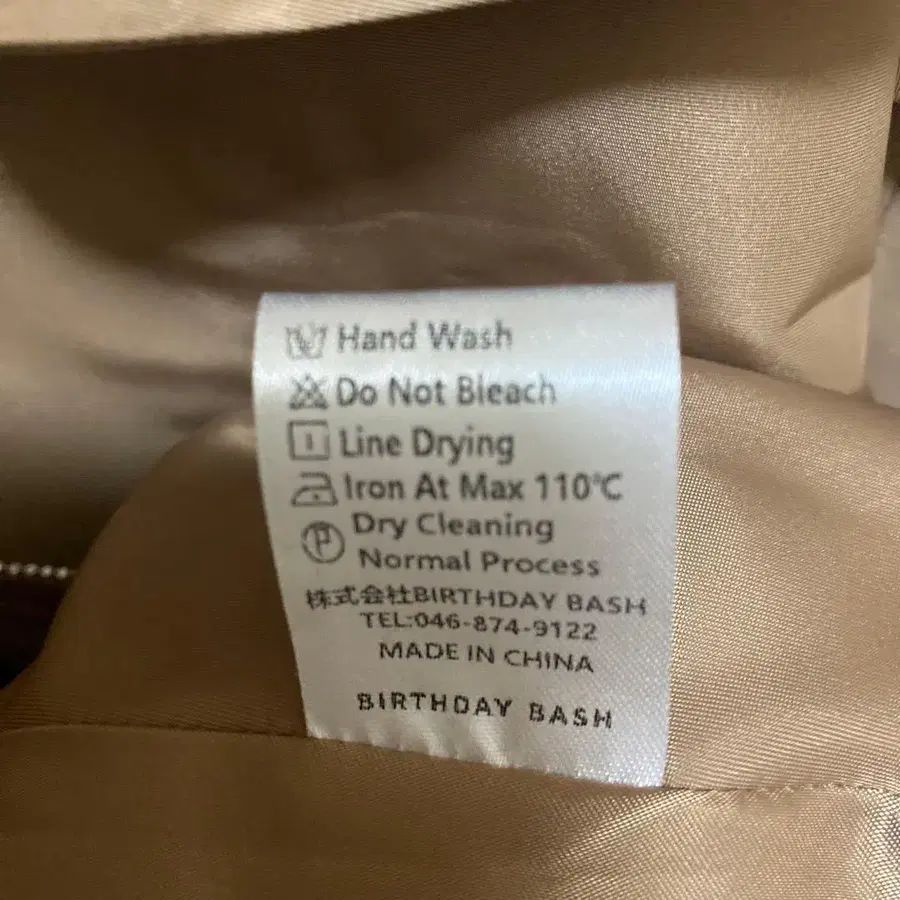 Hand Wash
Do Not Bleach
Line Drying
Iron At Max 110℃
P Dry Cleaning
Normal Process
株式会社BIRTHDAY BASH
TEL:046-874-9122
MADE IN CHINA
BIRTHDAY BASH